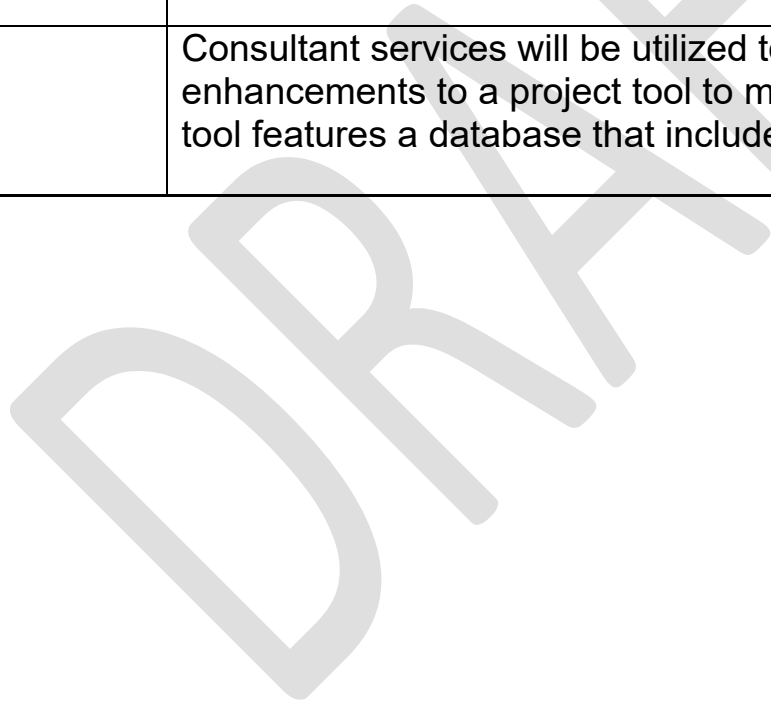 Consultant services will be utilized
enhancements to a project tool to
tool features a database that
DRA